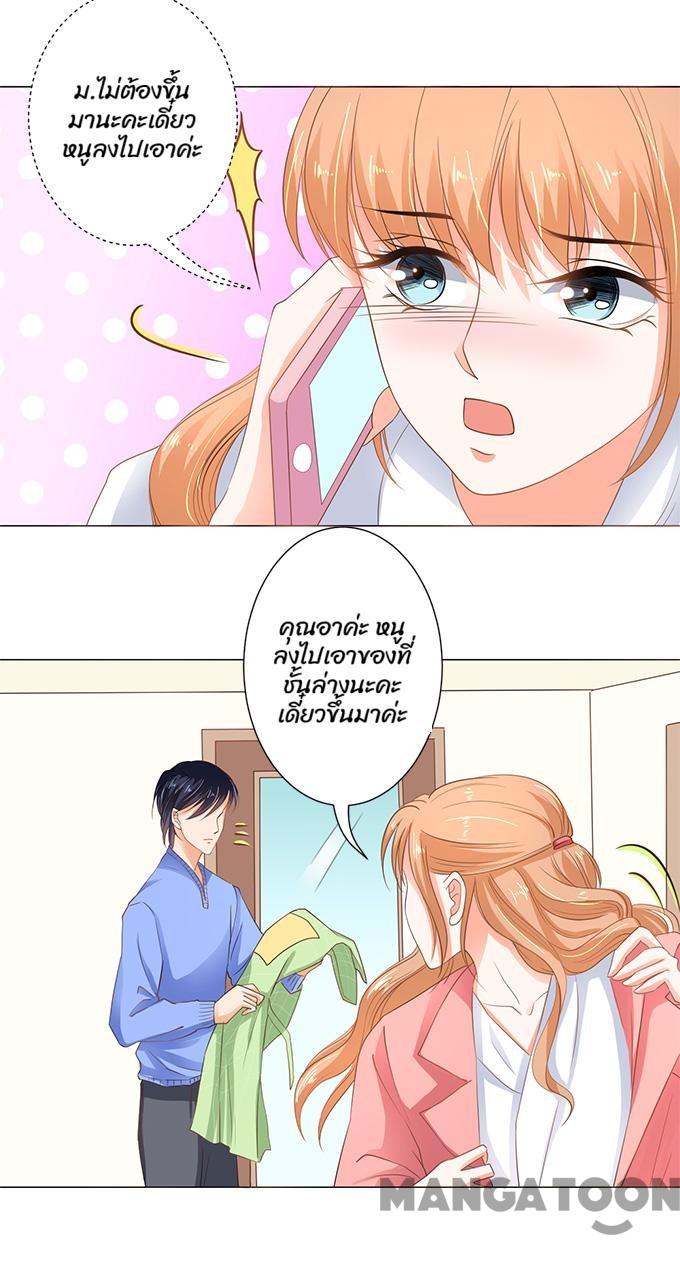 ม.ไม่ต้องขึ้น
มานะคะเดี๋ยว
หนูลงไปเอาค่ะ
คุณอาค่ะ หนู
ลงไปเอาของที่
ชั้นล่างนะคะ
เดี๋ยวขึ้นมาค่ะ
MANGATOON